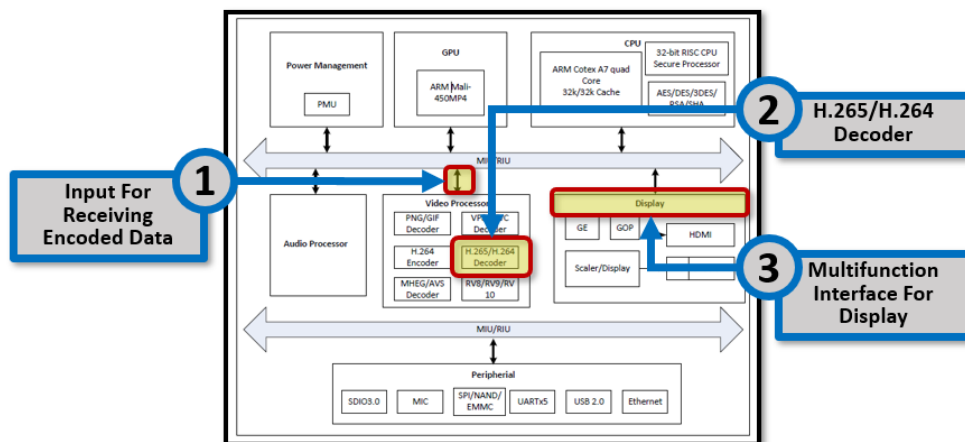 Power Management
PMU
GPU
ARM Mali-
450MP4
CPU
ARM Cotex A7 quad
Core
32k/32k Cache
32-bit RISC CPU
Secure Processor
AES/DES/3DES/
RSA/SHA
2
H.265/H.264
Decoder
MIU/RIU
1
Input For
Receiving
Encoded Data
Audio Processor
Video Processor
PNG/GIF
Decoder
Decoder
H.264
Encoder
H.265/H.264
Decoder
MHEG/AVS
Decoder
RV8/RV9/RV
10
Display
GE
GOP
HDMI
Scaler/Display
3
Multifunction
Interface For
Display
MIU/RIU
Peripherial
SDIO3.0
MIC
SPI/NAND/
EMMC
UARTx5
USB 2.0
Ethernet